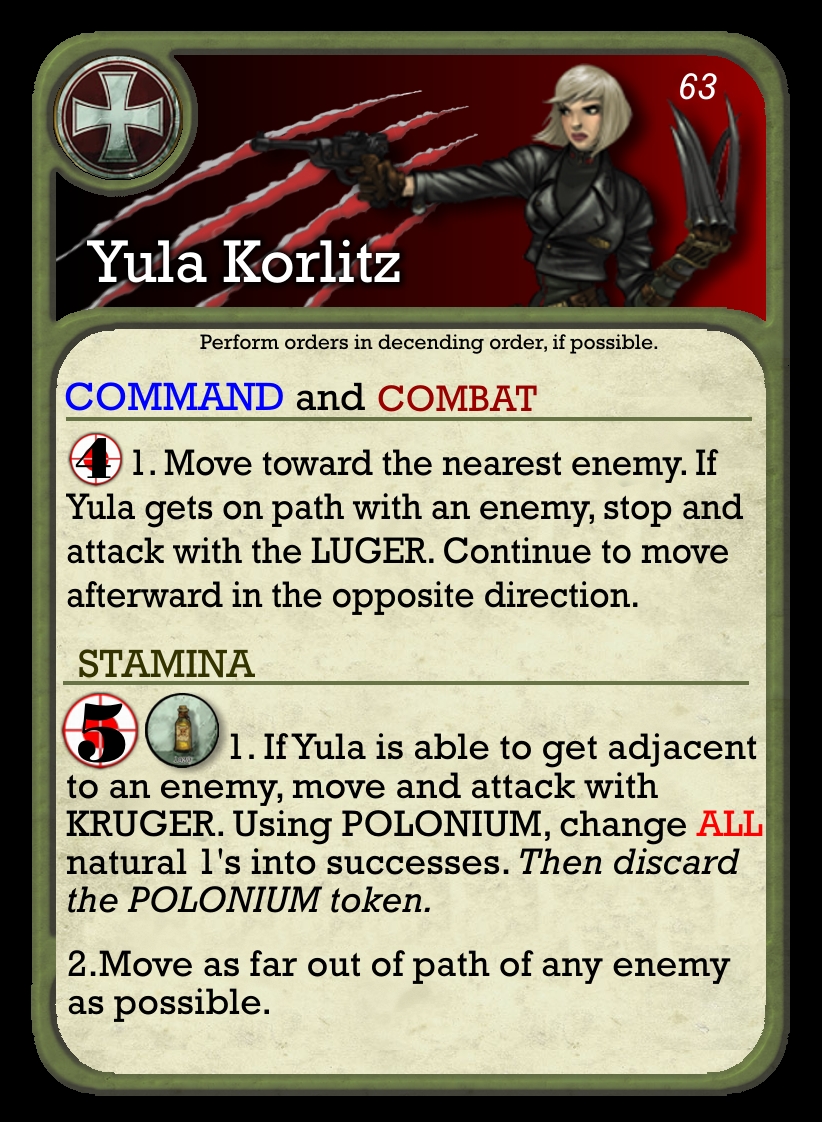 63
Yula Korlitz
Perform orders in decending order, if possible.
COMMAND and COMBAT
4 1. Move toward the nearest enemy. If
Yula gets on path with an enemy, stop and
attack with the LUGER. Continue to move
afterward in the opposite direction.
STAMINA
5 1. If Yula is able to get adjacent
to an enemy, move and attack with
KRUGER. Using POLONIUM, change ALL
natural 1's into successes. Then discard
the POLONIUM token.
2.Move as far out of path of any enemy
as possible.